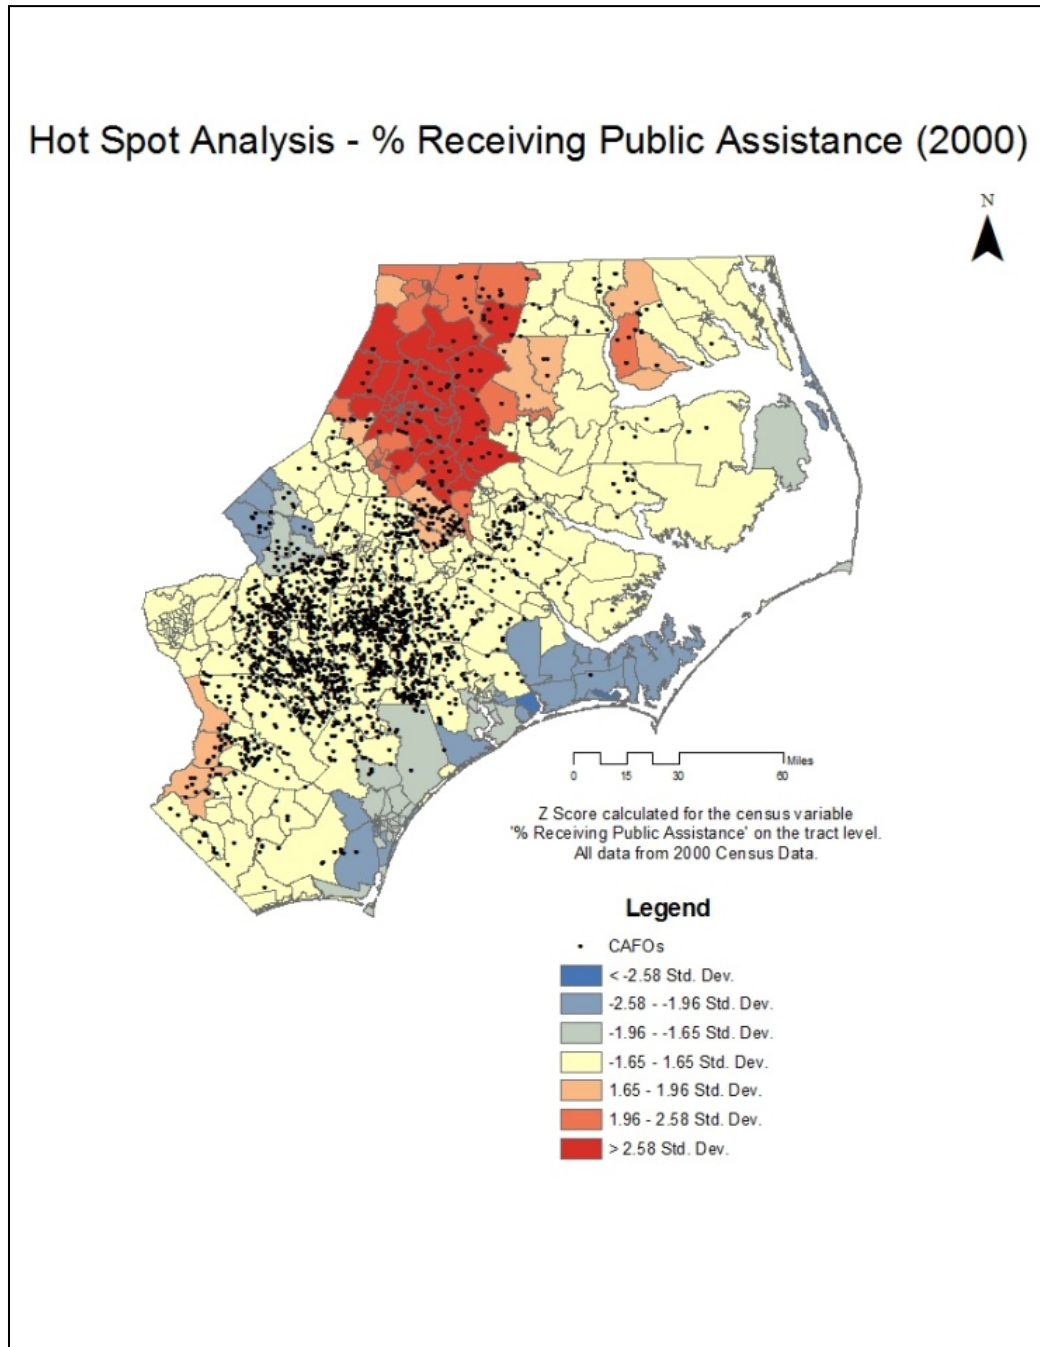 Hot Spot Analysis - % Receiving Public Assistance (2000)
N
Miles
0 15 30 60
Z Score calculated for the census variable
'% Receiving Public Assistance' on the tract level.
All data from 2000 Census Data.
Legend
CAFOs
< -2.58 Std. Dev.
-2.58 - -1.96 Std. Dev.
-1.96 - -1.65 Std. Dev.
-1.65 - 1.65 Std. Dev.
1.65 - 1.96 Std. Dev.
1.96 - 2.58 Std. Dev.
> 2.58 Std. Dev.